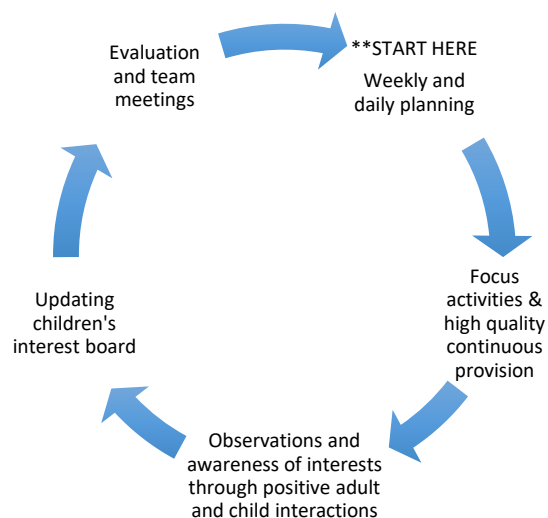 **START HERE
Weekly and
daily planning
Focus
activities &
high quality
continuous
provision
Observations and
awareness of interests
through positive adult
and child interactions
Updating
children's
interest board
Evaluation
and team
meetings